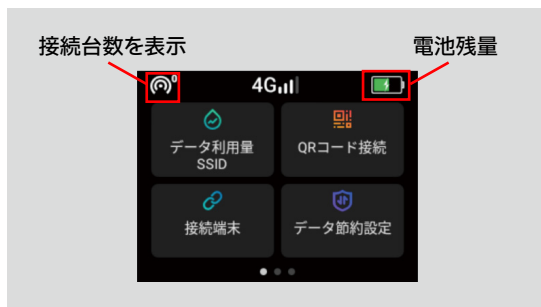 接続台数を表示
電池残量
0
4G
データ利用量
SSID
QRコード接続
接続端末
データ節約設定